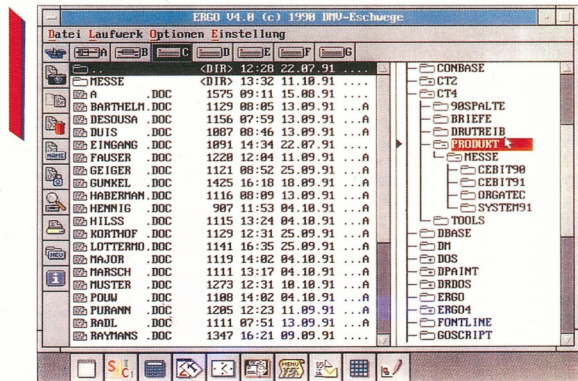 ERGO V4.0 (c) 1990 DMV-Eschwege
Datei Laufwerk Optionen Einstellung
A B C D E F G
.. <DIR> 12:28 22.07.91 ....
MESSE <DIR> 13:32 11.10.91 ....
A .DOC 1575 09:11 15.08.91 ....
BARTHELM.DOC 1129 08:05 13.09.91 ...A
DESOUSA .DOC 1156 07:59 13.09.91 ...A
DUIS .DOC 1087 08:46 13.09.91 ...A
EINGANG .DOC 1091 14:34 22.07.91 ....
FAUSER .DOC 1220 12:04 11.09.91 ...A
GEIGER .DOC 1121 08:52 25.09.91 ...A
GUNKEL .DOC 1425 16:18 18.09.91 ...A
HABERMAN.DOC 1116 08:09 13.09.91 ...A
HENNIG .DOC 907 11:53 04.10.91 ...A
HILSS .DOC 1115 13:24 04.10.91 ...A
KORTHOF .DOC 1129 12:31 25.09.91 ...A
LOTTERMO.DOC 1141 16:35 25.09.91 ...A
MAJOR .DOC 1119 14:02 04.10.91 ...A
MARSCH .DOC 1111 13:17 04.10.91 ...A
MUSTER .DOC 1273 12:31 10.10.91 ...A
POUW .DOC 1108 14:02 04.10.91 ...A
PURANN .DOC 1205 12:23 11.09.91 ...A
RADL .DOC 1111 07:51 13.09.91 ...A
RAYMANS .DOC 1347 16:21 09.09.91 ...A
CONBASE
CT2
CT4
90SPALTE
BRIEFE
DRUTREIB
PRODUKT
MESSE
CEBIT90
CEBIT91
ORGATEC
SYSTEM91
TOOLS
DBASE
DM
DOS
DPAINT
DRDOS
ERGO
ERGO4
FONTLINE
GOSCRIPT
NAME
NEU
MENU